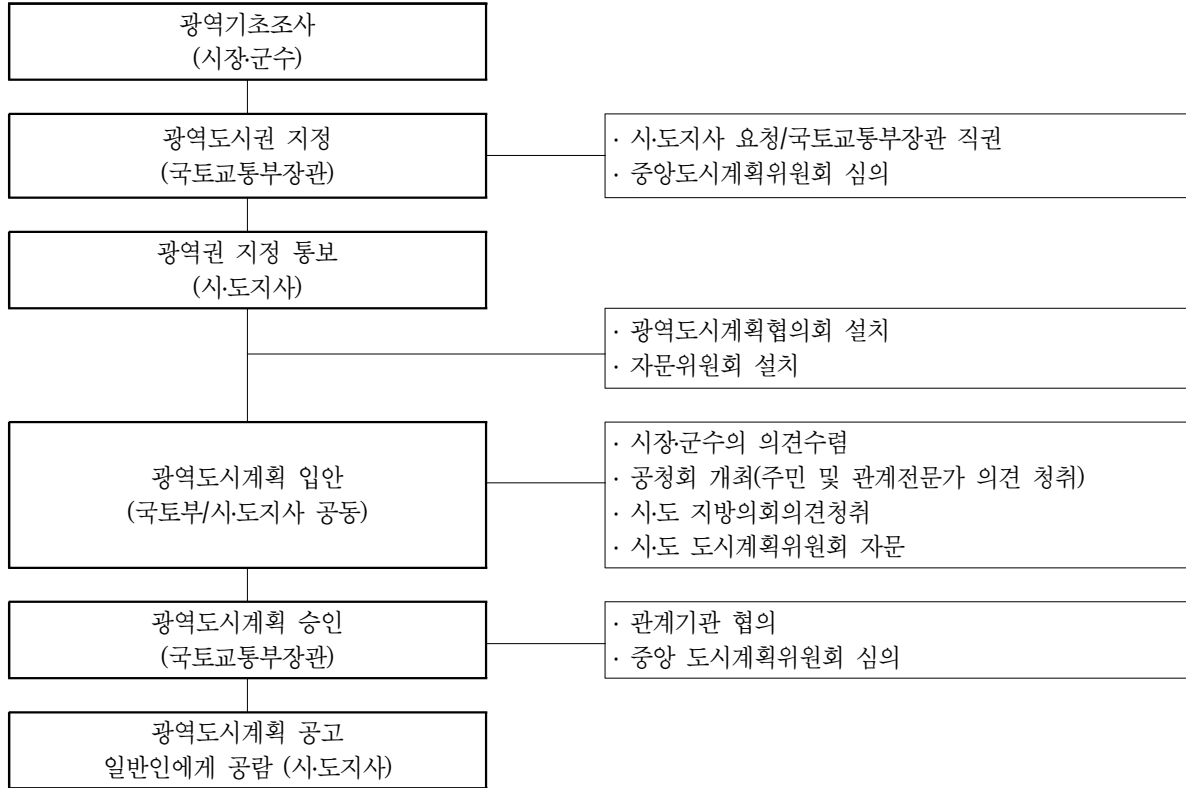 광역기초조사
(시장·군수)
광역도시권 지정
(국토교통부장관)
· 시·도지사 요청/국토교통부장관 직권
· 중앙도시계획위원회 심의
광역권 지정 통보
(시·도지사)
· 광역도시계획협의회 설치
· 자문위원회 설치
광역도시계획 입안
(국토부/시·도지사 공동)
· 시장·군수의 의견수렴
· 공청회 개최(주민 및 관계전문가 의견 청취)
· 시·도 지방의회의견청취
· 시·도 도시계획위원회 자문
광역도시계획 승인
(국토교통부장관)
· 관계기관 협의
· 중앙 도시계획위원회 심의
광역도시계획 공고
일반인에게 공람 (시·도지사)